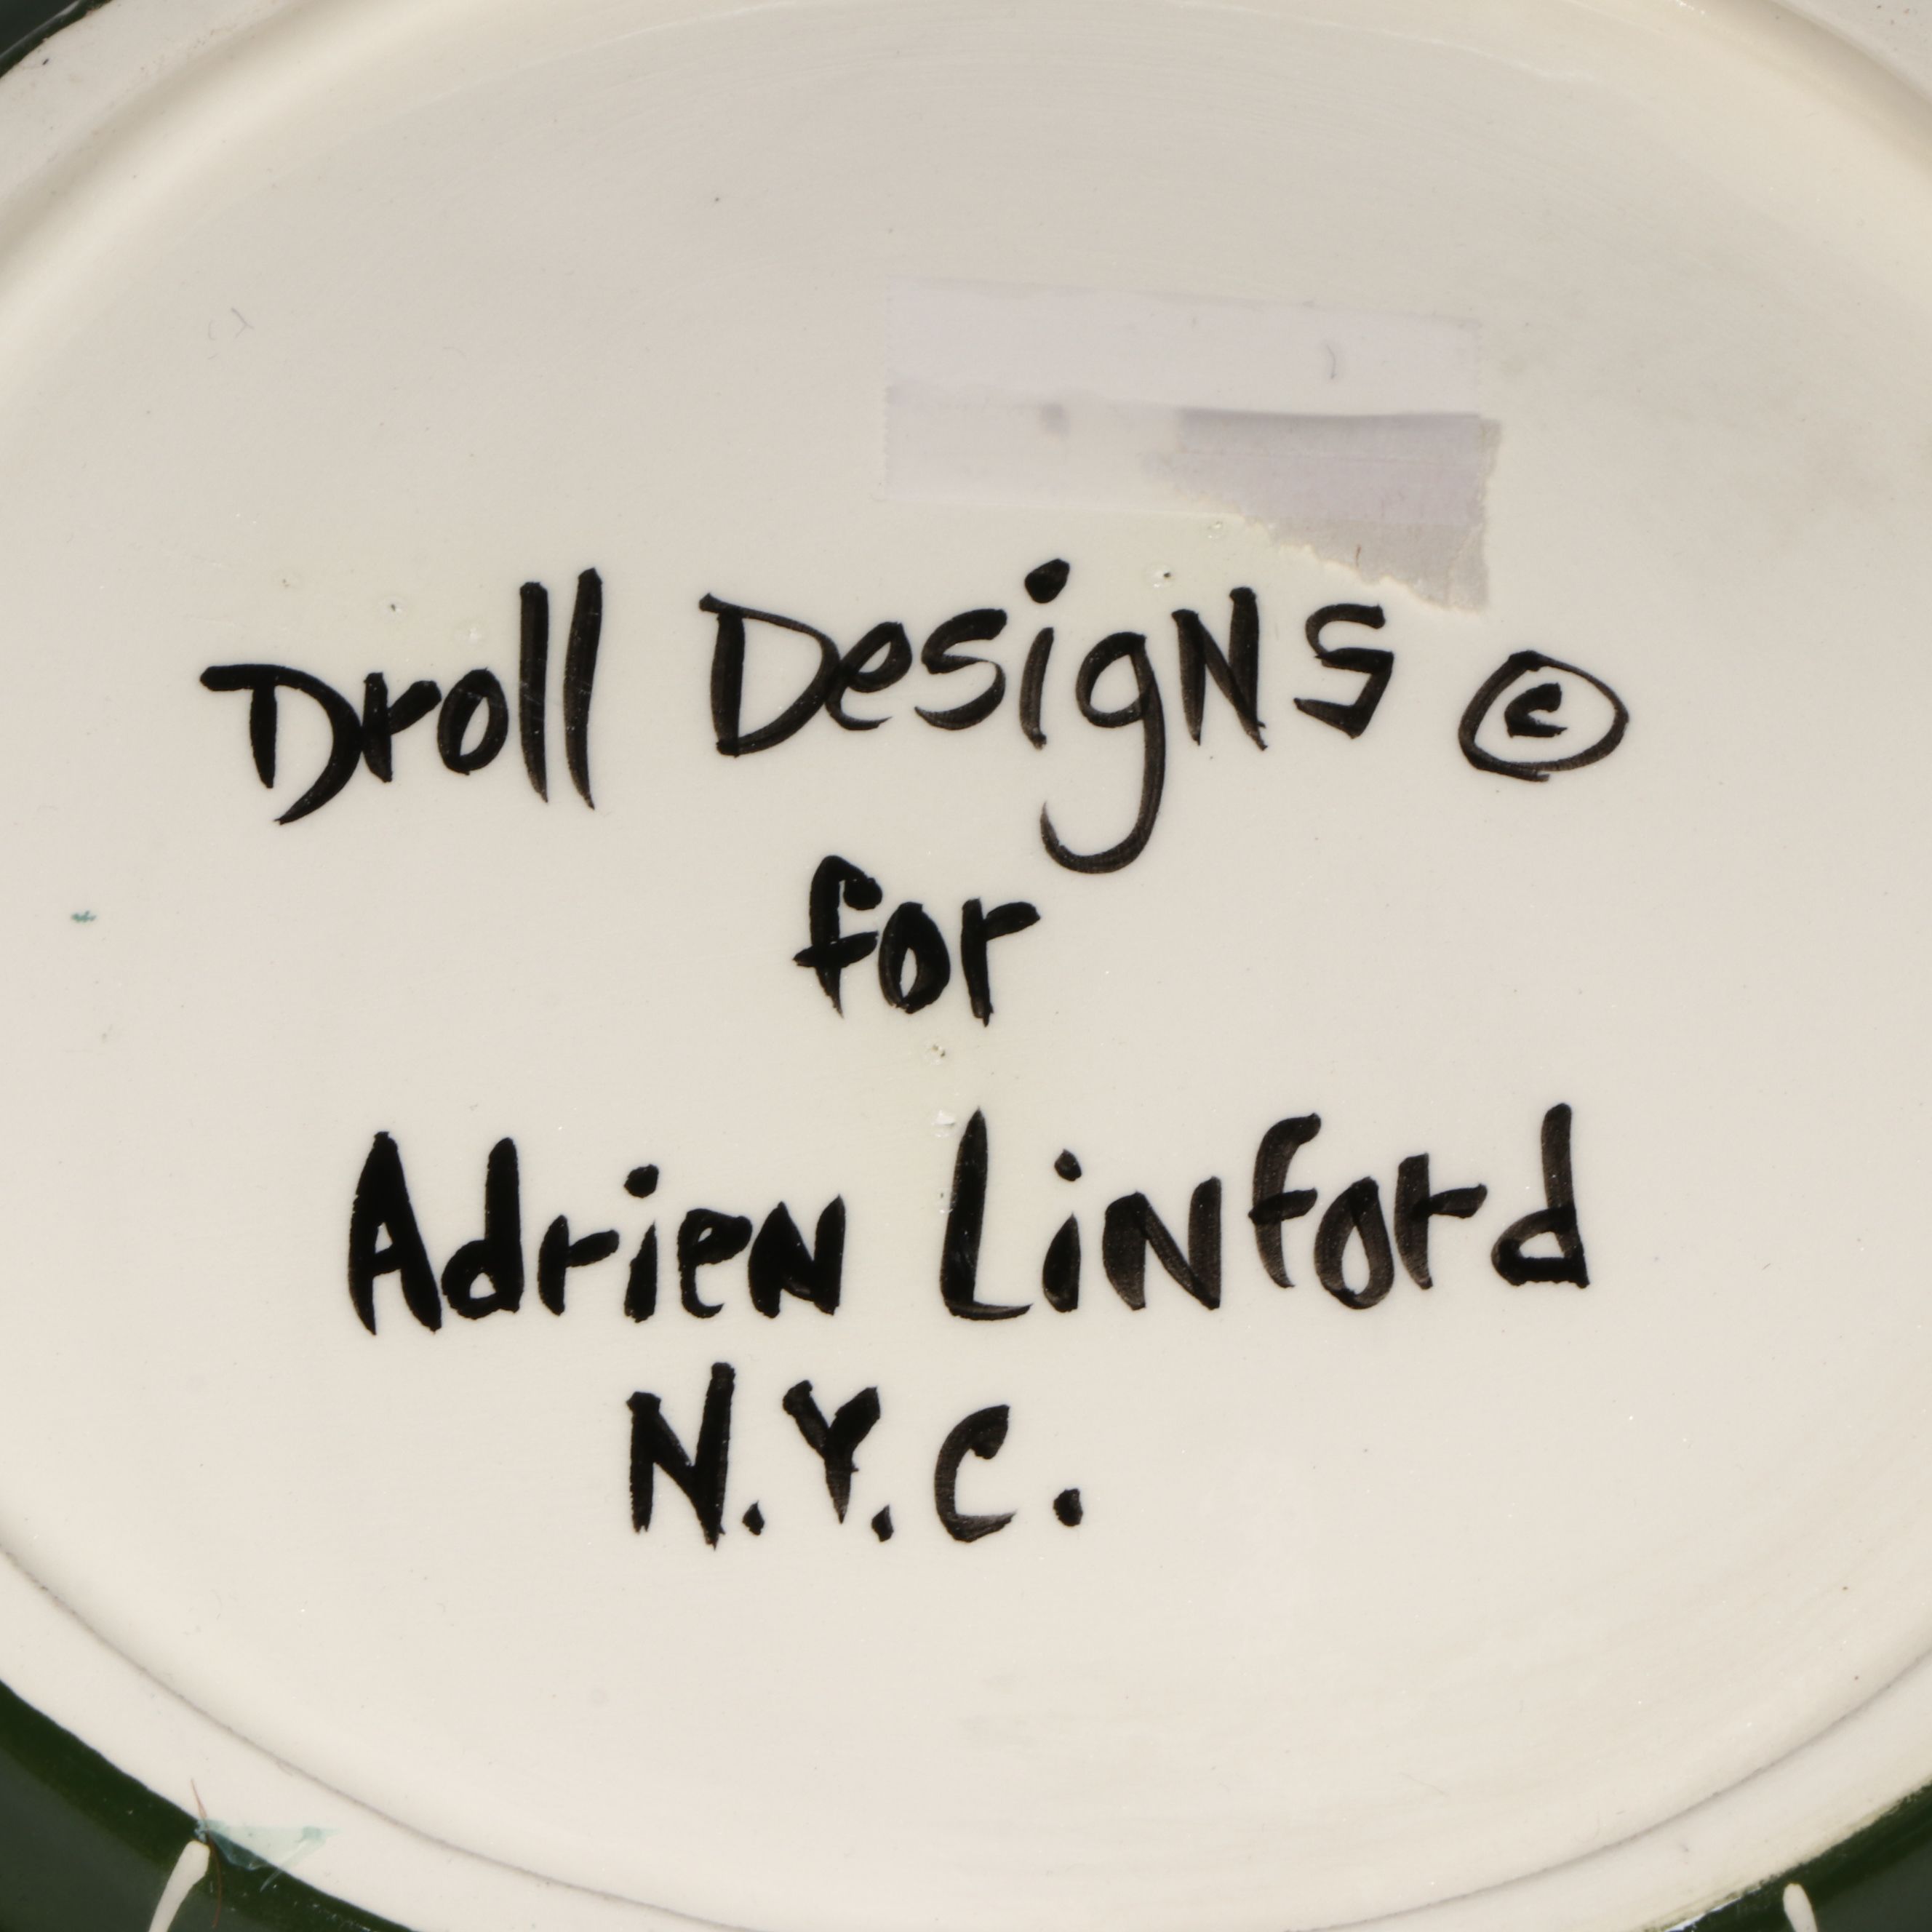 Droll Designs ©
for
Adrien Linford
N.Y.C.